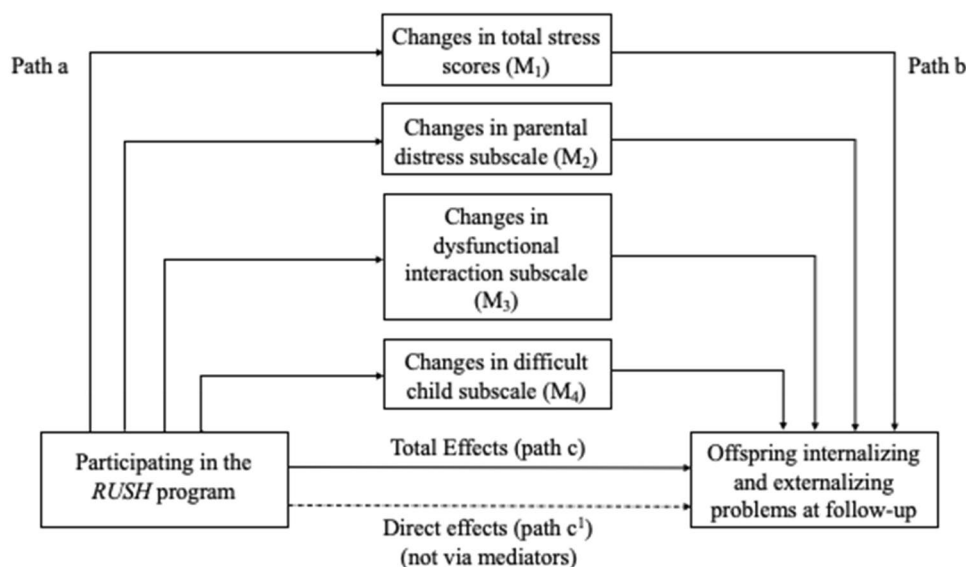 Changes in total stress
scores (M₁)
Path a
Path b
Changes in parental
distress subscale (M₂)
Changes in
dysfunctional
interaction subscale
(M₃)
Changes in difficult
child subscale (M₄)
Participating in the
RUSH program
Total Effects (path c)
Direct effects (path c¹)
(not via mediators)
Offspring internalizing
and externalizing
problems at follow-up